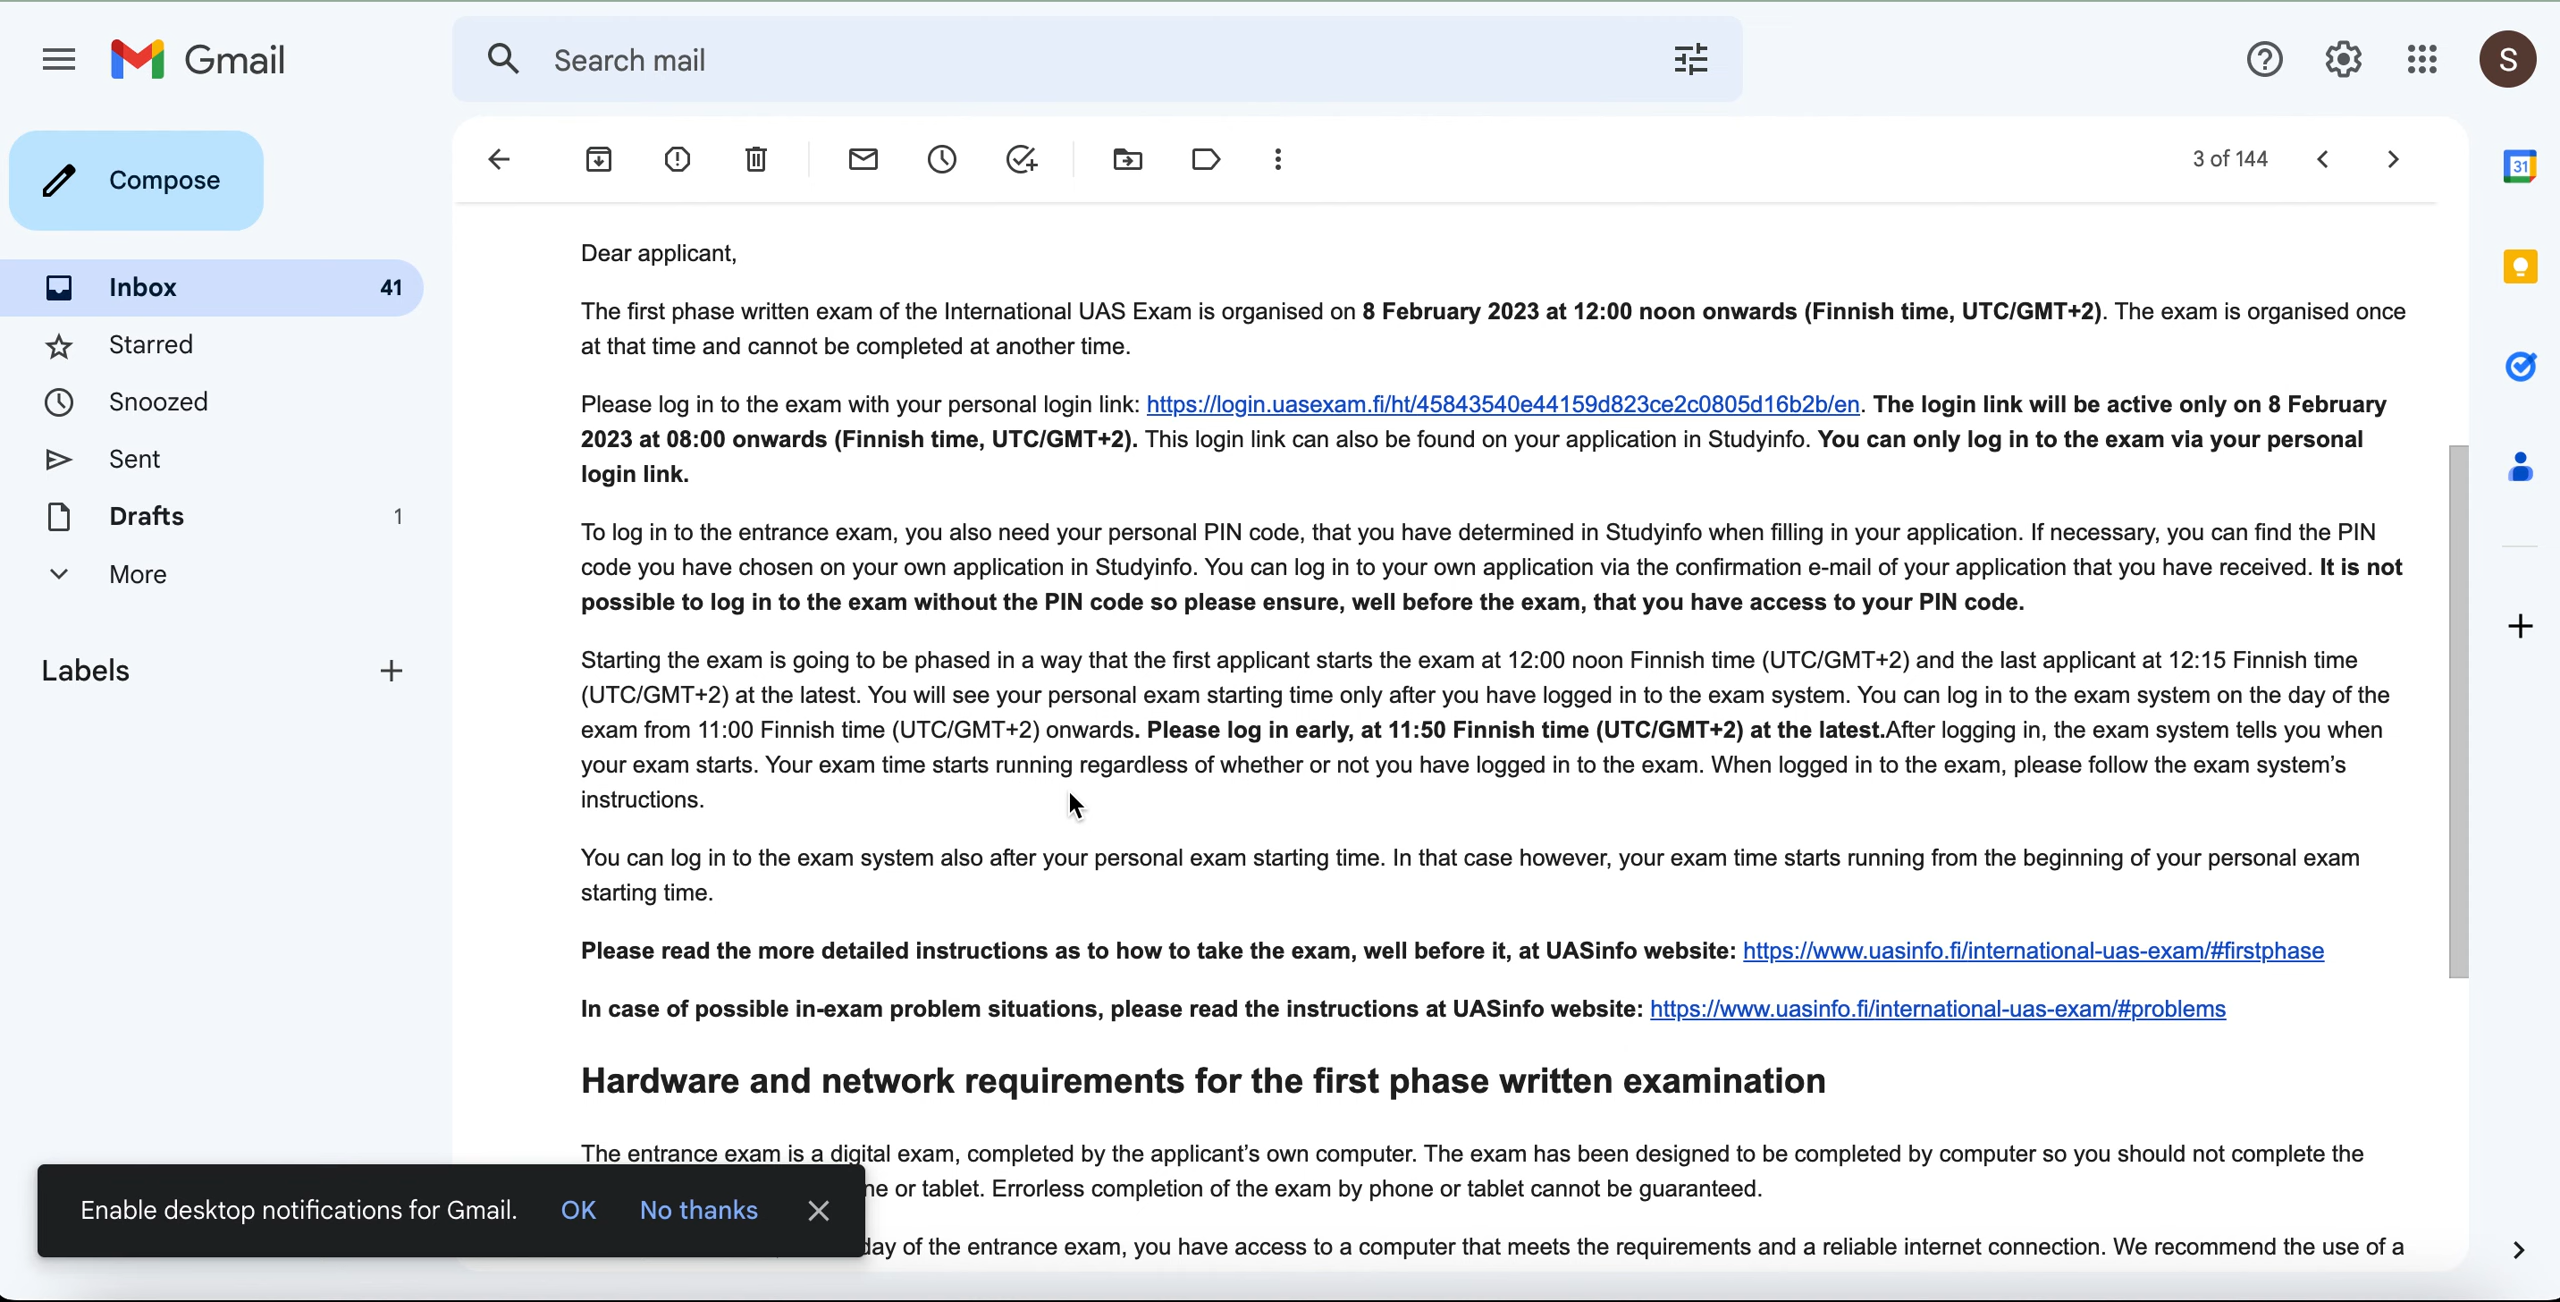 Gmail
Search mail
S
Compose
3 of 144
31
Inbox 41
Starred
Snoozed
Sent
Drafts 1
More
Labels
Dear applicant,
The first phase written exam of the International UAS Exam is organised on 8 February 2023 at 12:00 noon onwards (Finnish time, UTC/GMT+2). The exam is organised once
at that time and cannot be completed at another time.
Please log in to the exam with your personal login link: https://login.uasexam.fi/ht/45843540e44159d823ce2c0805d16b2b/en. The login link will be active only on 8 February
2023 at 08:00 onwards (Finnish time, UTC/GMT+2). This login link can also be found on your application in Studyinfo. You can only log in to the exam via your personal
login link.
To log in to the entrance exam, you also need your personal PIN code, that you have determined in Studyinfo when filling in your application. If necessary, you can find the PIN
code you have chosen on your own application in Studyinfo. You can log in to your own application via the confirmation e-mail of your application that you have received. It is not
possible to log in to the exam without the PIN code so please ensure, well before the exam, that you have access to your PIN code.
Starting the exam is going to be phased in a way that the first applicant starts the exam at 12:00 noon Finnish time (UTC/GMT+2) and the last applicant at 12:15 Finnish time
(UTC/GMT+2) at the latest. You will see your personal exam starting time only after you have logged in to the exam system. You can log in to the exam system on the day of the
exam from 11:00 Finnish time (UTC/GMT+2) onwards. Please log in early, at 11:50 Finnish time (UTC/GMT+2) at the latest.After logging in, the exam system tells you when
your exam starts. Your exam time starts running regardless of whether or not you have logged in to the exam. When logged in to the exam, please follow the exam system's
instructions.
You can log in to the exam system also after your personal exam starting time. In that case however, your exam time starts running from the beginning of your personal exam
starting time.
Please read the more detailed instructions as to how to take the exam, well before it, at UASinfo website: https://www.uasinfo.fi/international-uas-exam/#firstphase
In case of possible in-exam problem situations, please read the instructions at UASinfo website: https://www.uasinfo.fi/international-uas-exam/#problems
Hardware and network requirements for the first phase written examination
The entrance exam is a digital exam, completed by the applicant's own computer. The exam has been designed to be completed by computer so you should not complete the
ne or tablet. Errorless completion of the exam by phone or tablet cannot be guaranteed.
day of the entrance exam, you have access to a computer that meets the requirements and a reliable internet connection. We recommend the use of a
Enable desktop notifications for Gmail. OK No thanks